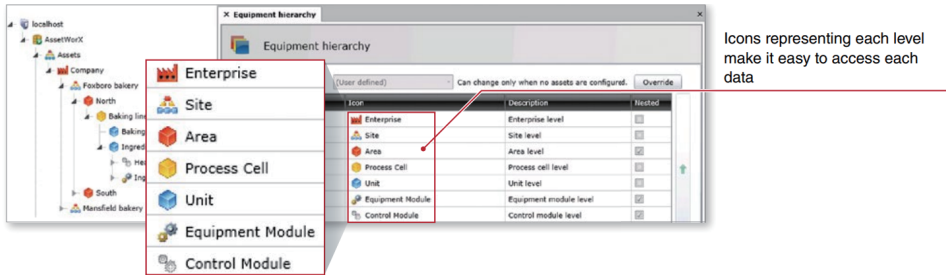 localhost
AssetWorX
Assets
Company
Foxboro bakery
North
Baking line
Baking
Ingred
Hea
Ing
South
Mansfield bakery
Enterprise
Site
Area
Process Cell
Unit
Equipment Module
Control Module
× Equipment hierarchy
×
Equipment hierarchy
(User defined)
Can change only when no assets are configured.
Override
Icon
Description
Nested
Enterprise
Enterprise level
Site
Site level
Area
Area level
Process Cell
Process cell level
Unit
Unit level
Equipment Module
Equipment module level
Control Module
Control module level
Icons representing each level
make it easy to access each
data